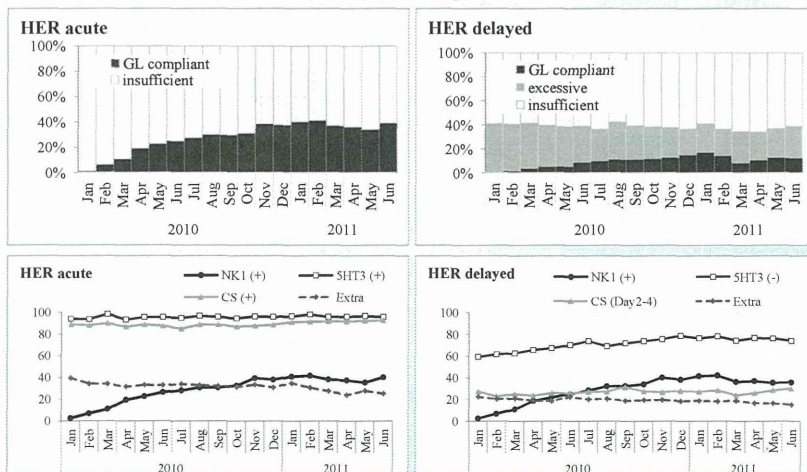 HER acute
100%
80%
60%
40%
20%
0%
GL compliant
insufficient
Jan Feb Mar Apr May Jun Jul Aug Sep Oct Nov Dec Jan Feb Mar Apr May Jun
2010 2011
HER delayed
100%
80%
60%
40%
20%
0%
GL compliant
excessive
insufficient
Jan Feb Mar Apr May Jun Jul Aug Sep Oct Nov Dec Jan Feb Mar Apr May Jun
2010 2011
HER acute
NK1 (+) 5HT3 (+)
CS (+) Extra
100
80
60
40
20
0
Jan Feb Mar Apr May Jun Jul Aug Sep Oct Nov Dec Jan Feb Mar Apr May Jun
2010 2011
HER delayed
NK1 (+) 5HT3 (-)
CS (Day2-4) Extra
100
80
60
40
20
0
Jan Feb Mar Apr May Jun Jul Aug Sep Oct Nov Dec Jan Feb Mar Apr May Jun
2010 2011